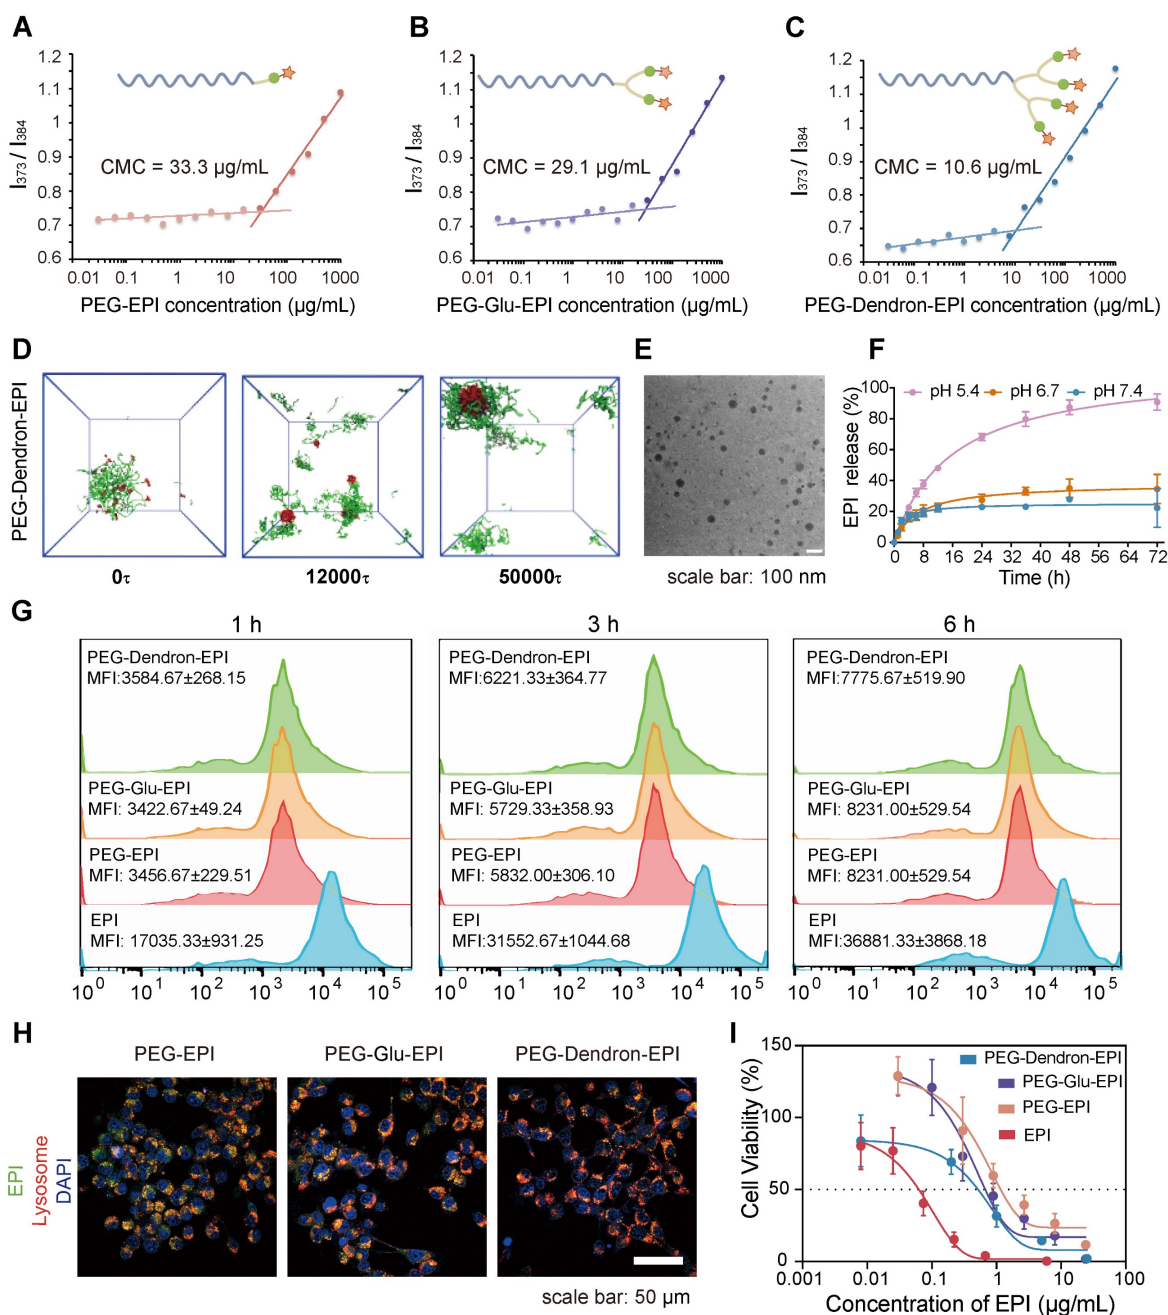 A
B
C
1.2
1.1
1
0.9
0.8
0.7
0.6
I373 / I384
CMC = 33.3 µg/mL
0.01 0.1 1 10 100 1000
PEG-EPI concentration (µg/mL)
1.2
1.1
1
0.9
0.8
0.7
0.6
I373 / I384
CMC = 29.1 µg/mL
0.01 0.1 1 10 100 1000
PEG-Glu-EPI concentration (µg/mL)
1.2
1.1
1
0.9
0.8
0.7
0.6
I373 / I384
CMC = 10.6 µg/mL
0.01 0.1 1 10 100 1000
PEG-Dendron-EPI concentration (µg/mL)
D
PEG-Dendron-EPI
0τ
12000τ
50000τ
E
scale bar: 100 nm
F
EPI release (%)
100
80
60
40
20
0
pH 5.4 pH 6.7 pH 7.4
0 8 16 24 32 40 48 56 64 72
Time (h)
G
1 h
PEG-Dendron-EPI
MFI:3584.67±268.15
PEG-Glu-EPI
MFI: 3422.67±49.24
PEG-EPI
MFI: 3456.67±229.51
EPI
MFI: 17035.33±931.25
10^0 10^1 10^2 10^3 10^4 10^5
3 h
PEG-Dendron-EPI
MFI:6221.33±364.77
PEG-Glu-EPI
MFI: 5729.33±358.93
PEG-EPI
MFI: 5832.00±306.10
EPI
MFI:31552.67±1044.68
10^0 10^1 10^2 10^3 10^4 10^5
6 h
PEG-Dendron-EPI
MFI:7775.67±519.90
PEG-Glu-EPI
MFI: 8231.00±529.54
PEG-EPI
MFI: 8231.00±529.54
EPI
MFI:36881.33±3868.18
10^0 10^1 10^2 10^3 10^4 10^5
H
PEG-EPI
PEG-Glu-EPI
PEG-Dendron-EPI
EPI
Lysosome
DAPI
scale bar: 50 µm
I
Cell Viability (%)
150
100
50
0
PEG-Dendron-EPI
PEG-Glu-EPI
PEG-EPI
EPI
0.001 0.01 0.1 1 10 100
Concentration of EPI (µg/mL)